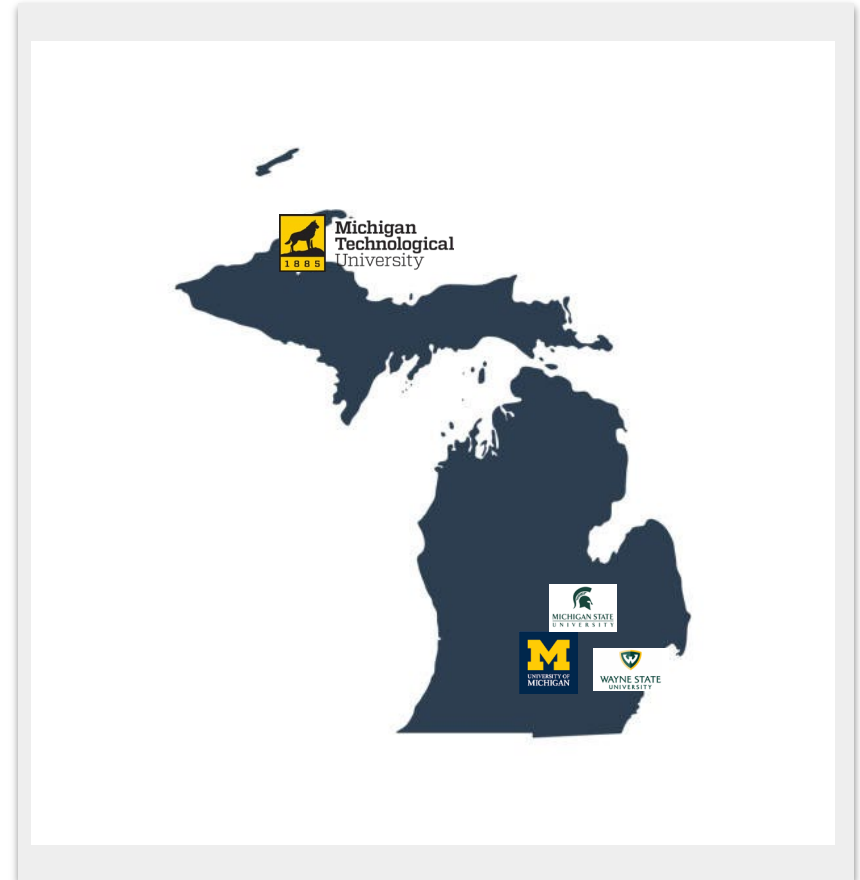 Michigan
Technological
University
1885
MICHIGAN STATE
UNIVERSITY
M
UNIVERSITY OF
MICHIGAN
W
WAYNE STATE
UNIVERSITY